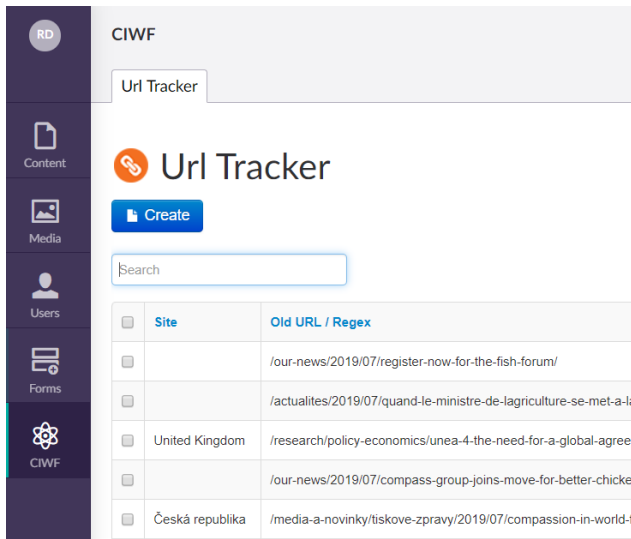 RD
CIWF
Url Tracker
Content
Media
Users
Forms
CIWF
Url Tracker
Create
Search
Site Old URL / Regex
/our-news/2019/07/register-now-for-the-fish-forum/
/actualites/2019/07/quand-le-ministre-de-lagriculture-se-met-a-la
United Kingdom /research/policy-economics/unea-4-the-need-for-a-global-agree
/our-news/2019/07/compass-group-joins-move-for-better-chicke
Česká republika /media-a-novinky/tiskove-zpravy/2019/07/compassion-in-world-